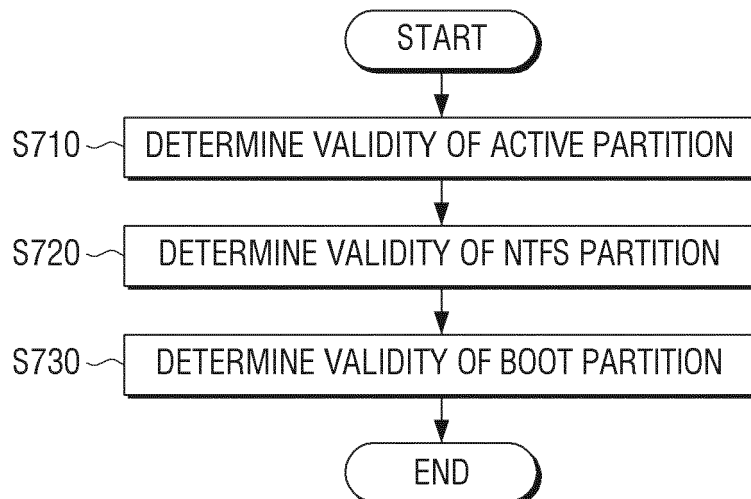 START
S710 DETERMINE VALIDITY OF ACTIVE PARTITION
S720 DETERMINE VALIDITY OF NTFS PARTITION
S730 DETERMINE VALIDITY OF BOOT PARTITION
END